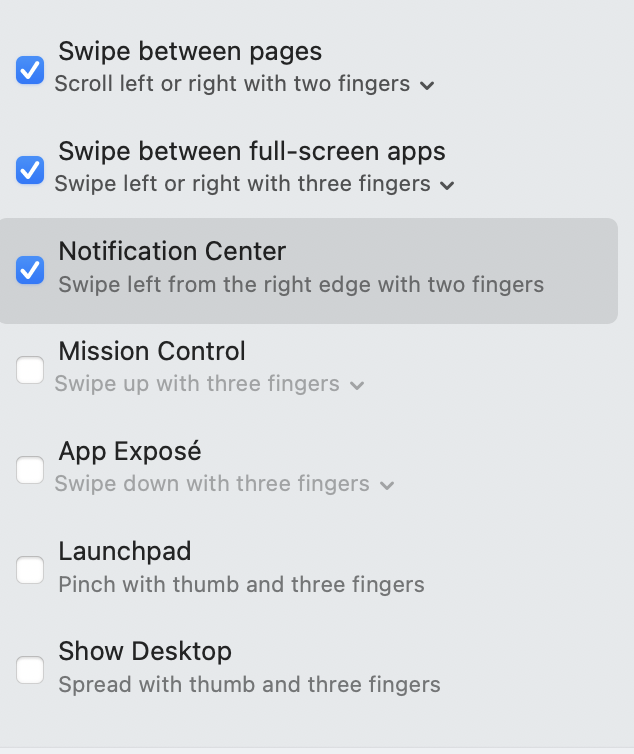 Swipe between pages
Scroll left or right with two fingers
Swipe between full-screen apps
Swipe left or right with three fingers
Notification Center
Swipe left from the right edge with two fingers
Mission Control
Swipe up with three fingers
App Exposé
Swipe down with three fingers
Launchpad
Pinch with thumb and three fingers
Show Desktop
Spread with thumb and three fingers